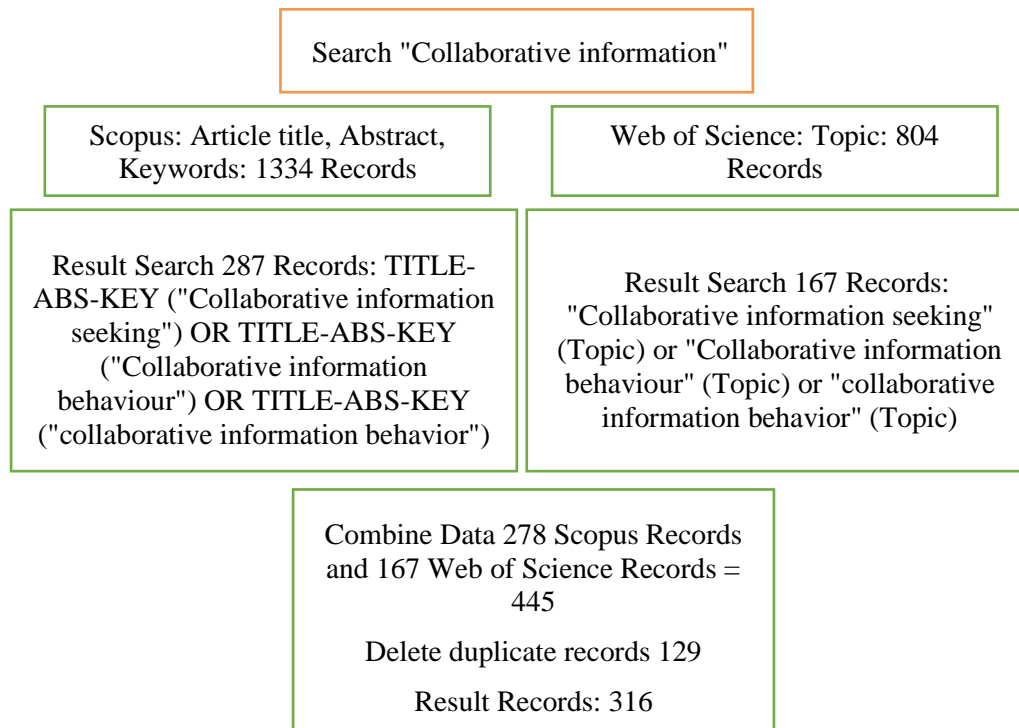 Search "Collaborative information"
Scopus: Article title, Abstract,
Keywords: 1334 Records
Web of Science: Topic: 804
Records
Result Search 287 Records: TITLE-
ABS-KEY ("Collaborative information
seeking") OR TITLE-ABS-KEY
("Collaborative information
behaviour") OR TITLE-ABS-KEY
("collaborative information behavior")
Result Search 167 Records:
"Collaborative information seeking"
(Topic) or "Collaborative information
behaviour" (Topic) or "collaborative
information behavior" (Topic)
Combine Data 278 Scopus Records
and 167 Web of Science Records =
445
Delete duplicate records 129
Result Records: 316